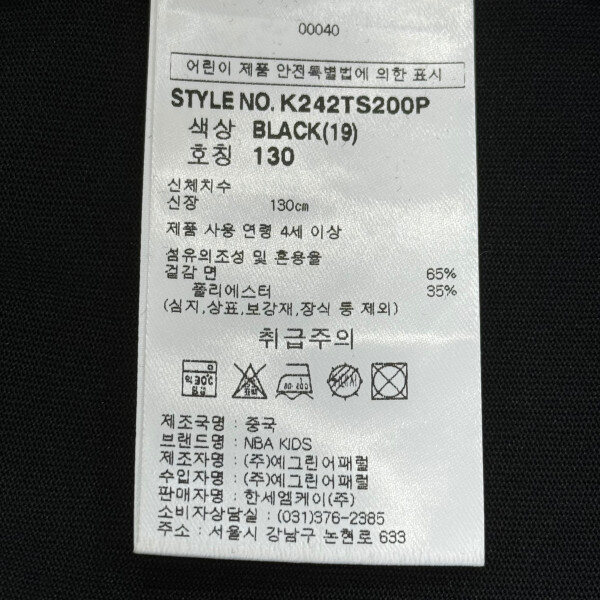 00040
어린이 제품 안전특별법에 의한 표시
STYLE NO. K242TS200P
색상 BLACK(19)
호칭 130
신체치수
신장 130cm
제품 사용 연령 4세 이상
섬유의조성 및 혼용율
겉감 면 65%
폴리에스터 35%
(심지,상표,보강재,장식 등 제외)
취급주의
약30℃
중성
80-120
제조국명 : 중국
브랜드명 : NBA KIDS
제조자명 : (주)예그린어패럴
수입자명 : (주)예그린어패럴
판매자명 : 한세엠케이(주)
소비자상담실 : (031)376-2385
주소 : 서울시 강남구 논현로 633